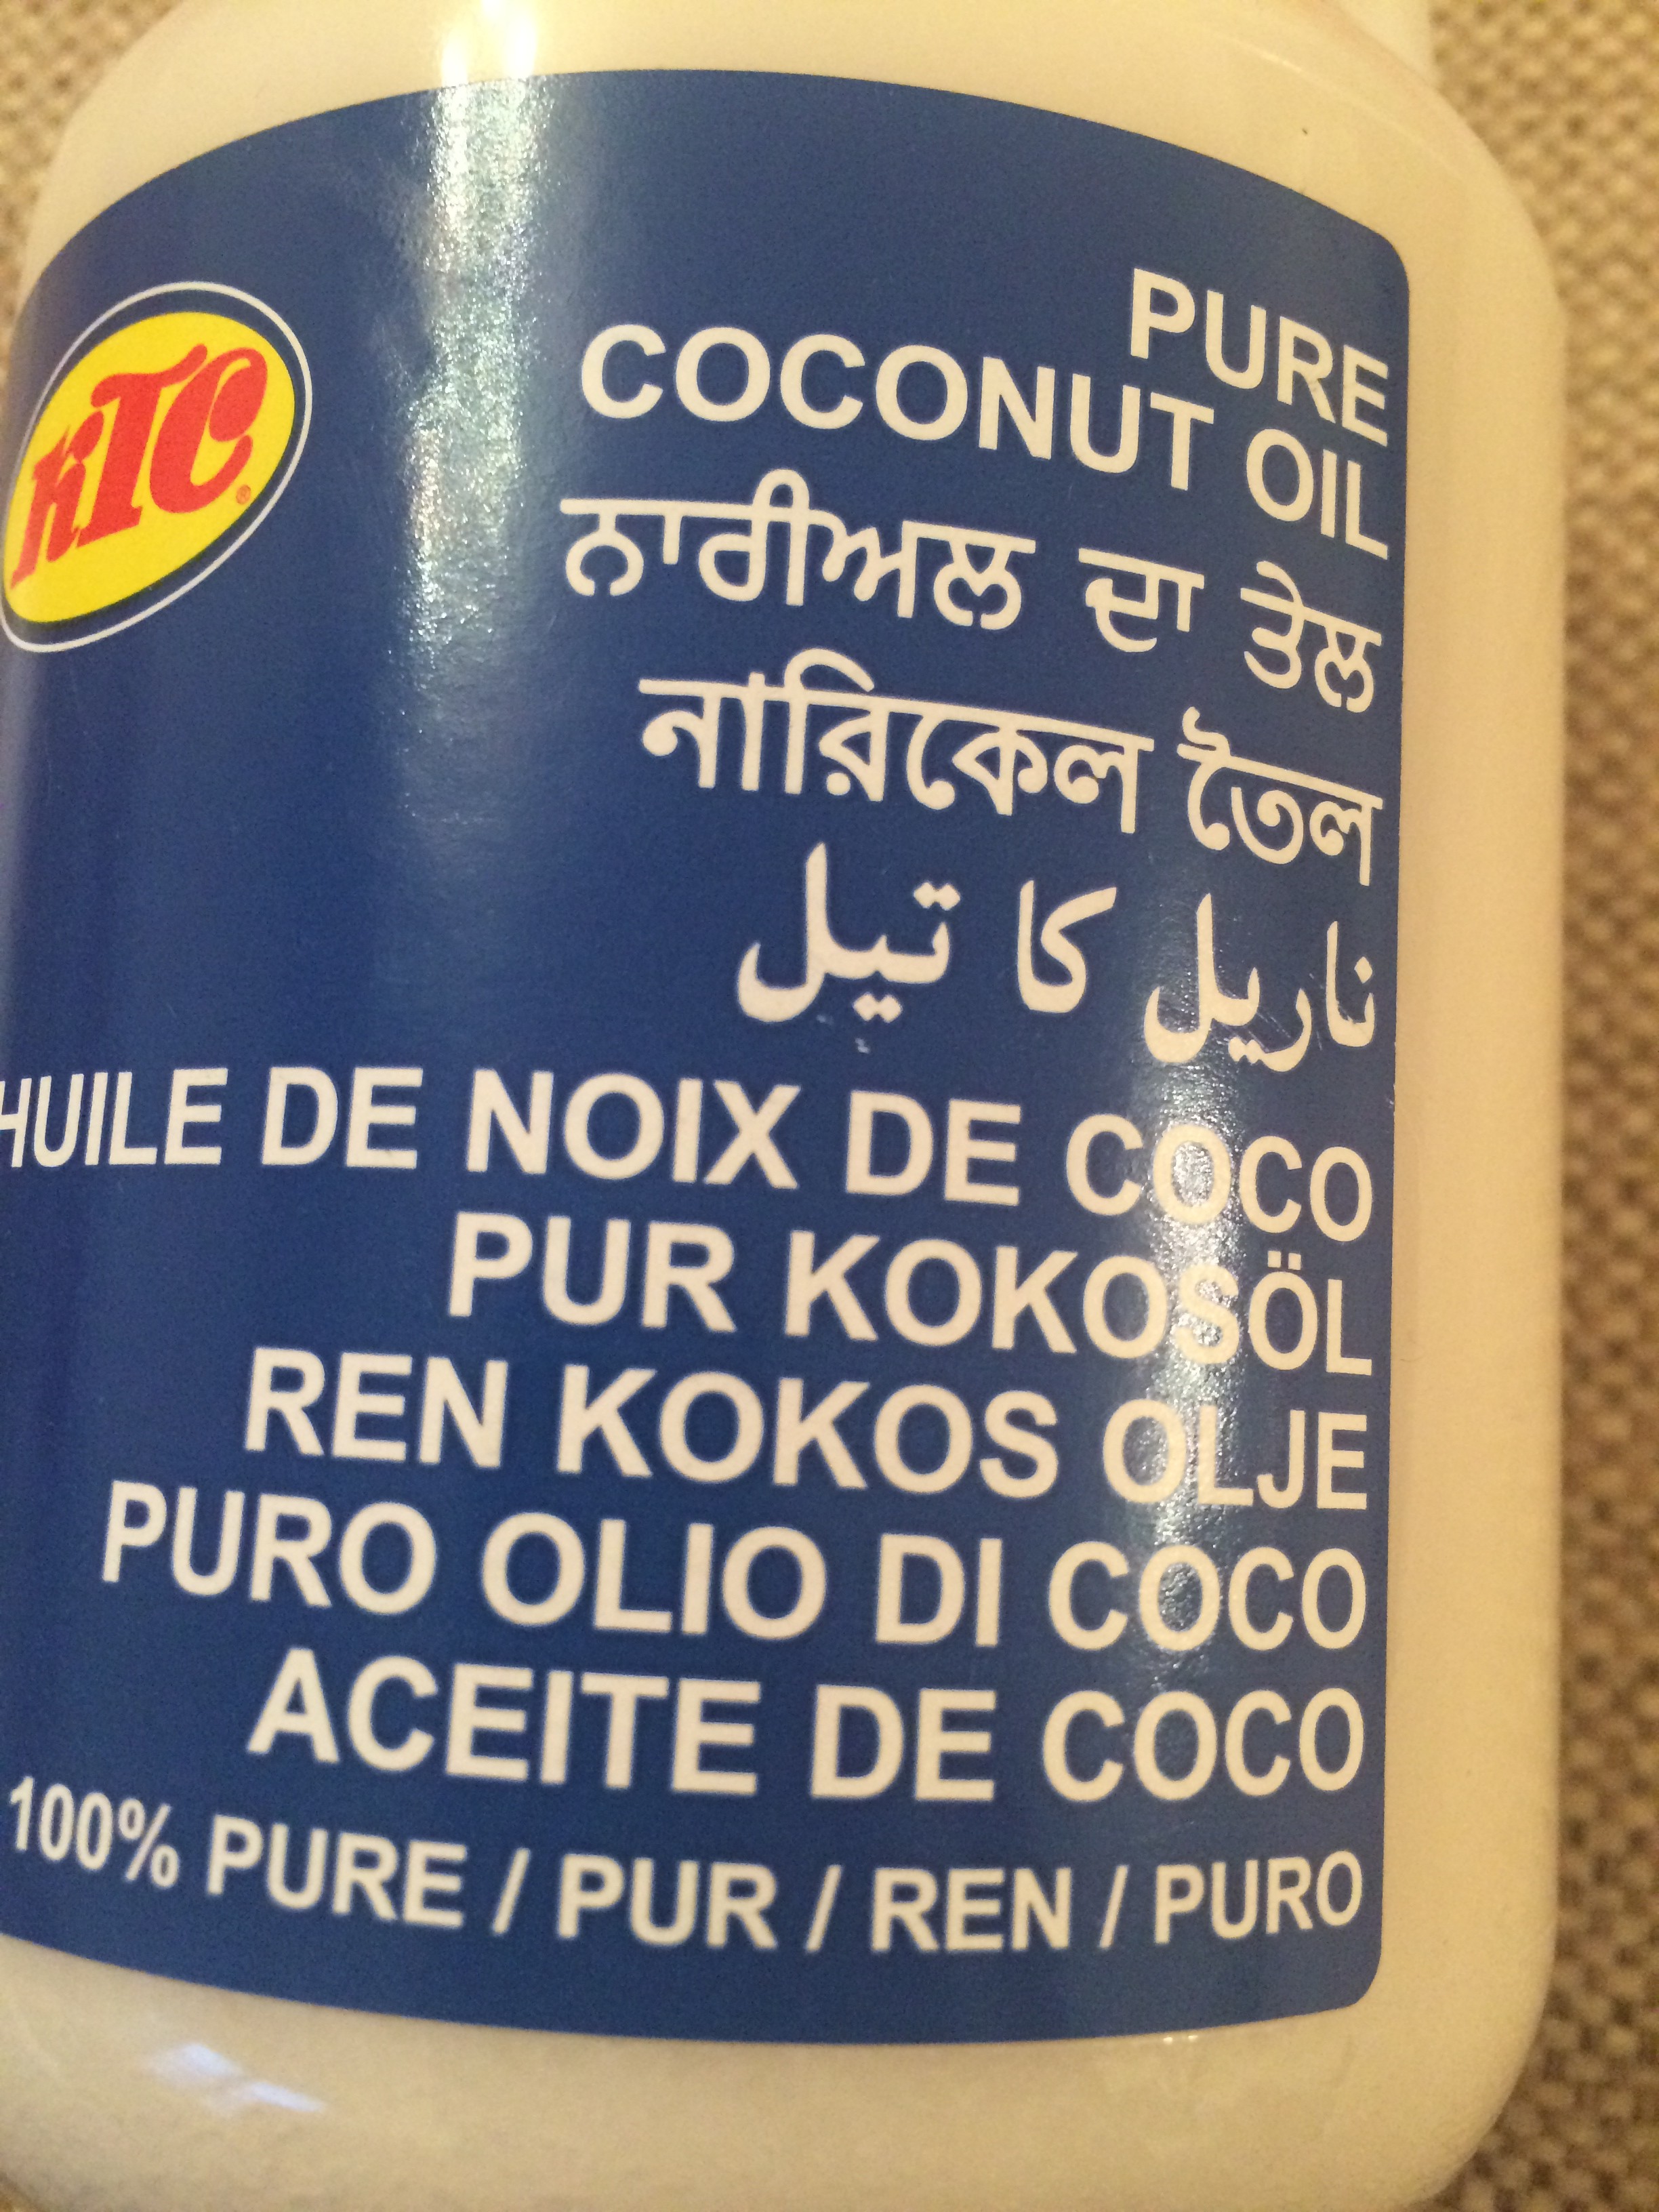 KTC®
PURE
COCONUT OIL
ਨਾਰੀਅਲ ਦਾ ਤੇਲ
নারিকেল তৈল
ناریل کا تیل
HUILE DE NOIX DE COCO
PUR KOKOSÖL
REN KOKOS OLJE
PURO OLIO DI COCO
ACEITE DE COCO
100% PURE / PUR / REN / PURO